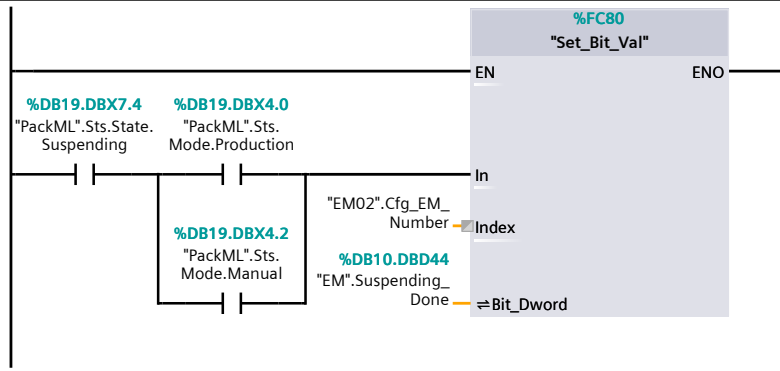 %FC80
"Set_Bit_Val"
EN
ENO
%DB19.DBX7.4
"PackML".Sts.State.
Suspending
%DB19.DBX4.0
"PackML".Sts.
Mode.Production
In
"EM02".Cfg_EM_
Number
Index
%DB19.DBX4.2
"PackML".Sts.
Mode.Manual
%DB10.DBD44
"EM".Suspending_
Done
Bit_Dword